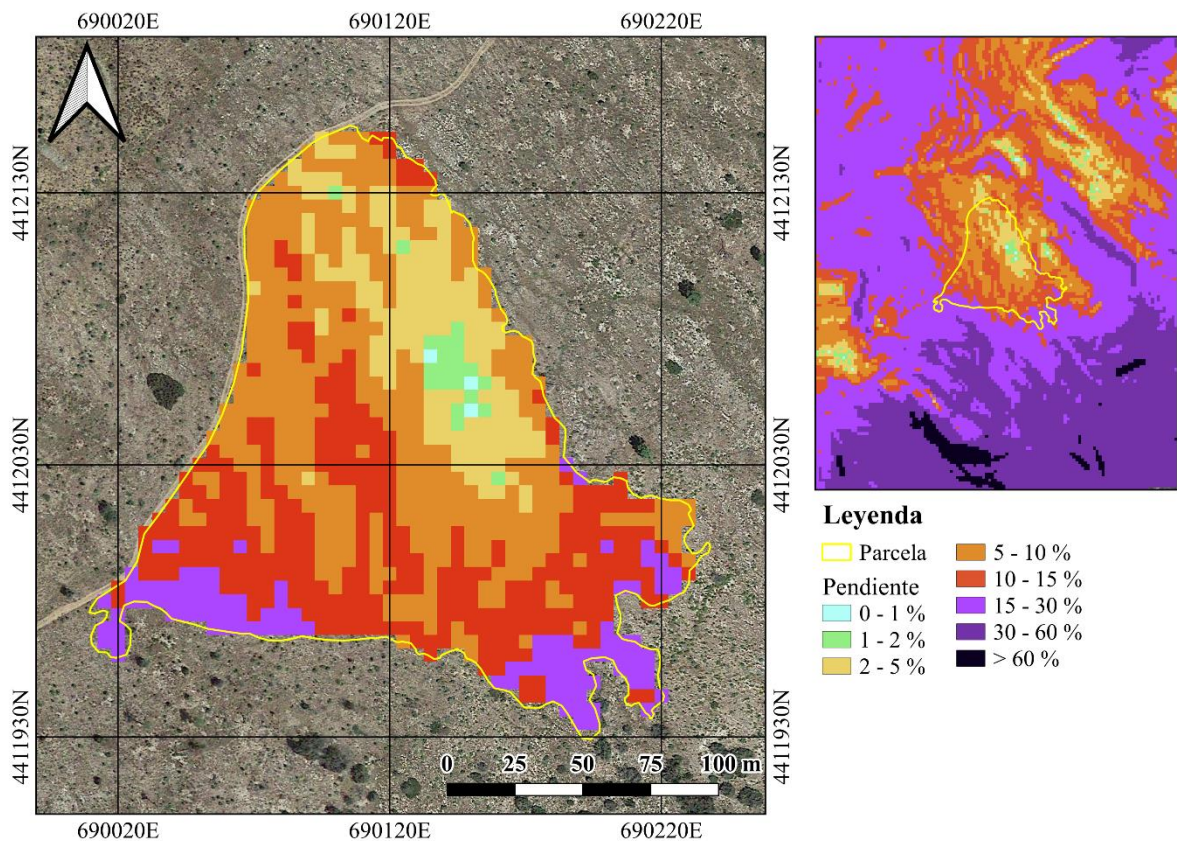 690020E 690120E 690220E
4412130N 4412130N
4412030N 4412030N
4411930N 4411930N
0 25 50 75 100 m
690020E 690120E 690220E
Leyenda
Parcela
Pendiente
0 - 1 %
1 - 2 %
2 - 5 %
5 - 10 %
10 - 15 %
15 - 30 %
30 - 60 %
> 60 %